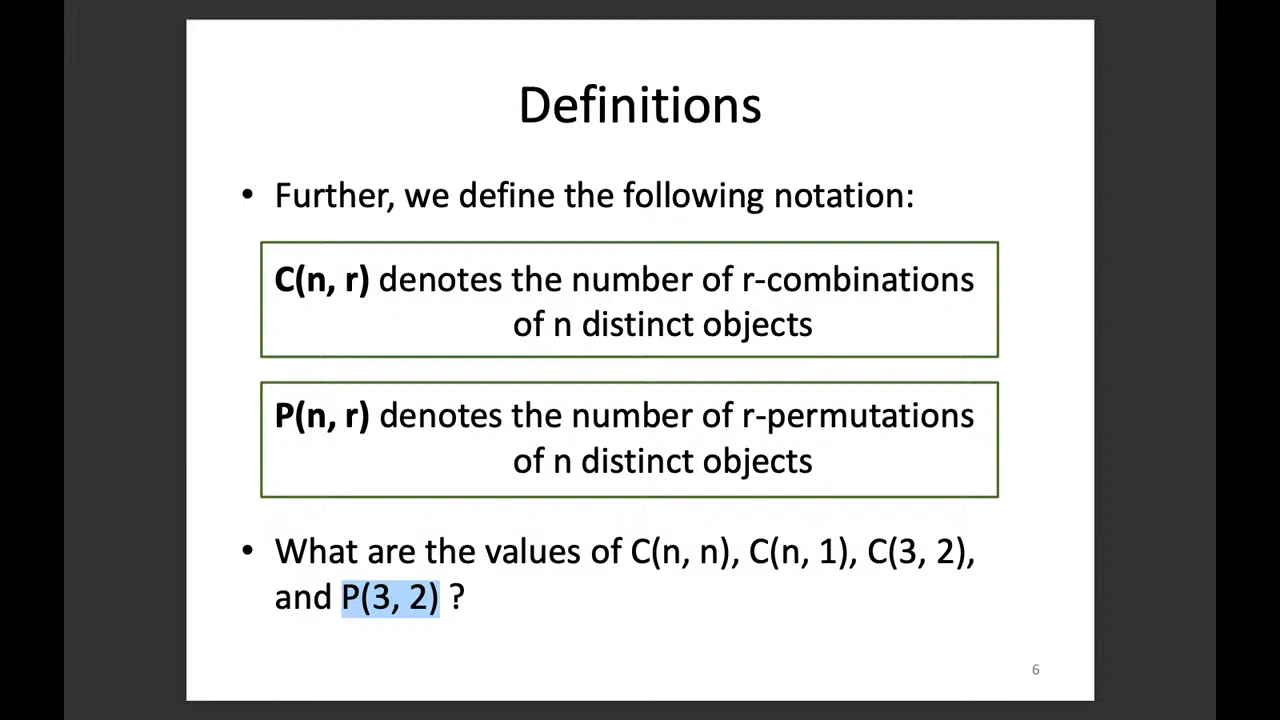 Definitions
• Further, we define the following notation:
C(n, r) denotes the number of r-combinations
of n distinct objects
P(n, r) denotes the number of r-permutations
of n distinct objects
• What are the values of C(n, n), C(n, 1), C(3, 2),
and P(3, 2) ?
6